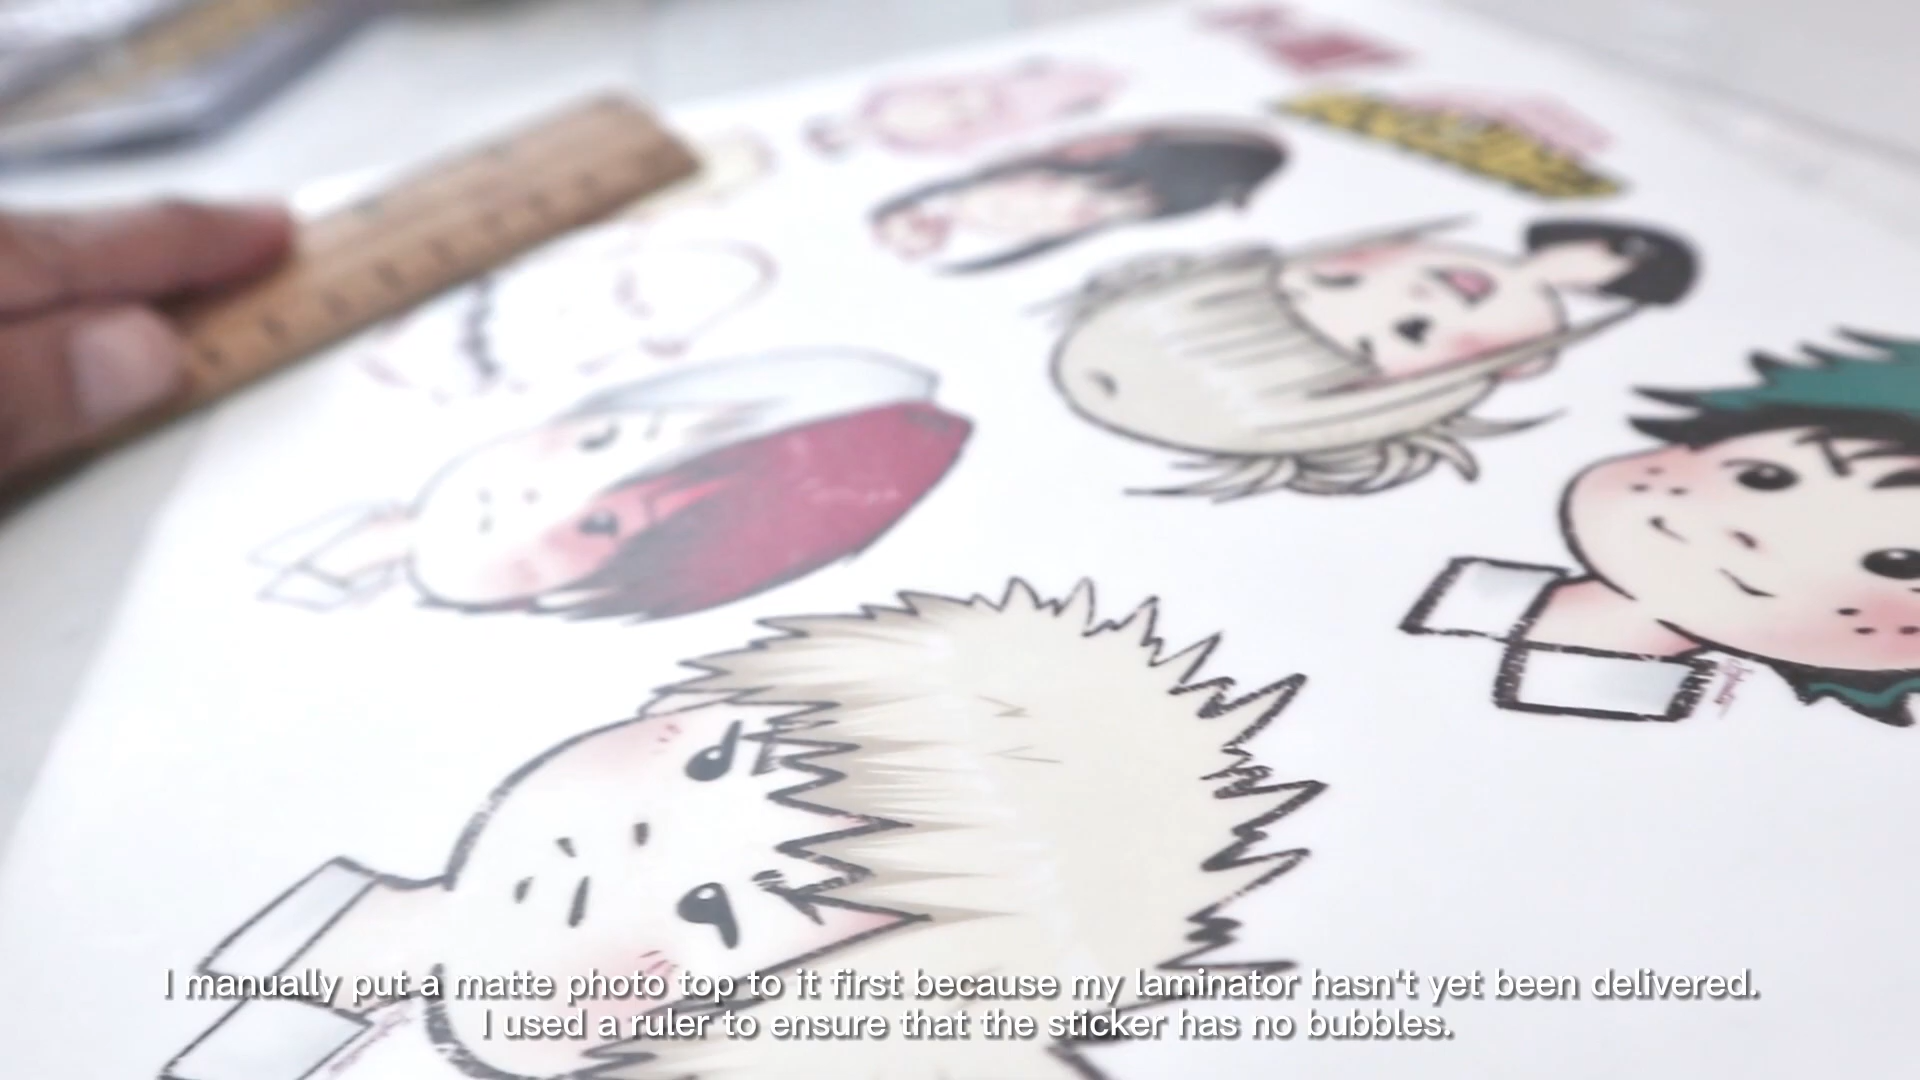 I manually put a matte photo top to it first because my laminator hasn't yet been delivered.
I used a ruler to ensure that the sticker has no bubbles.